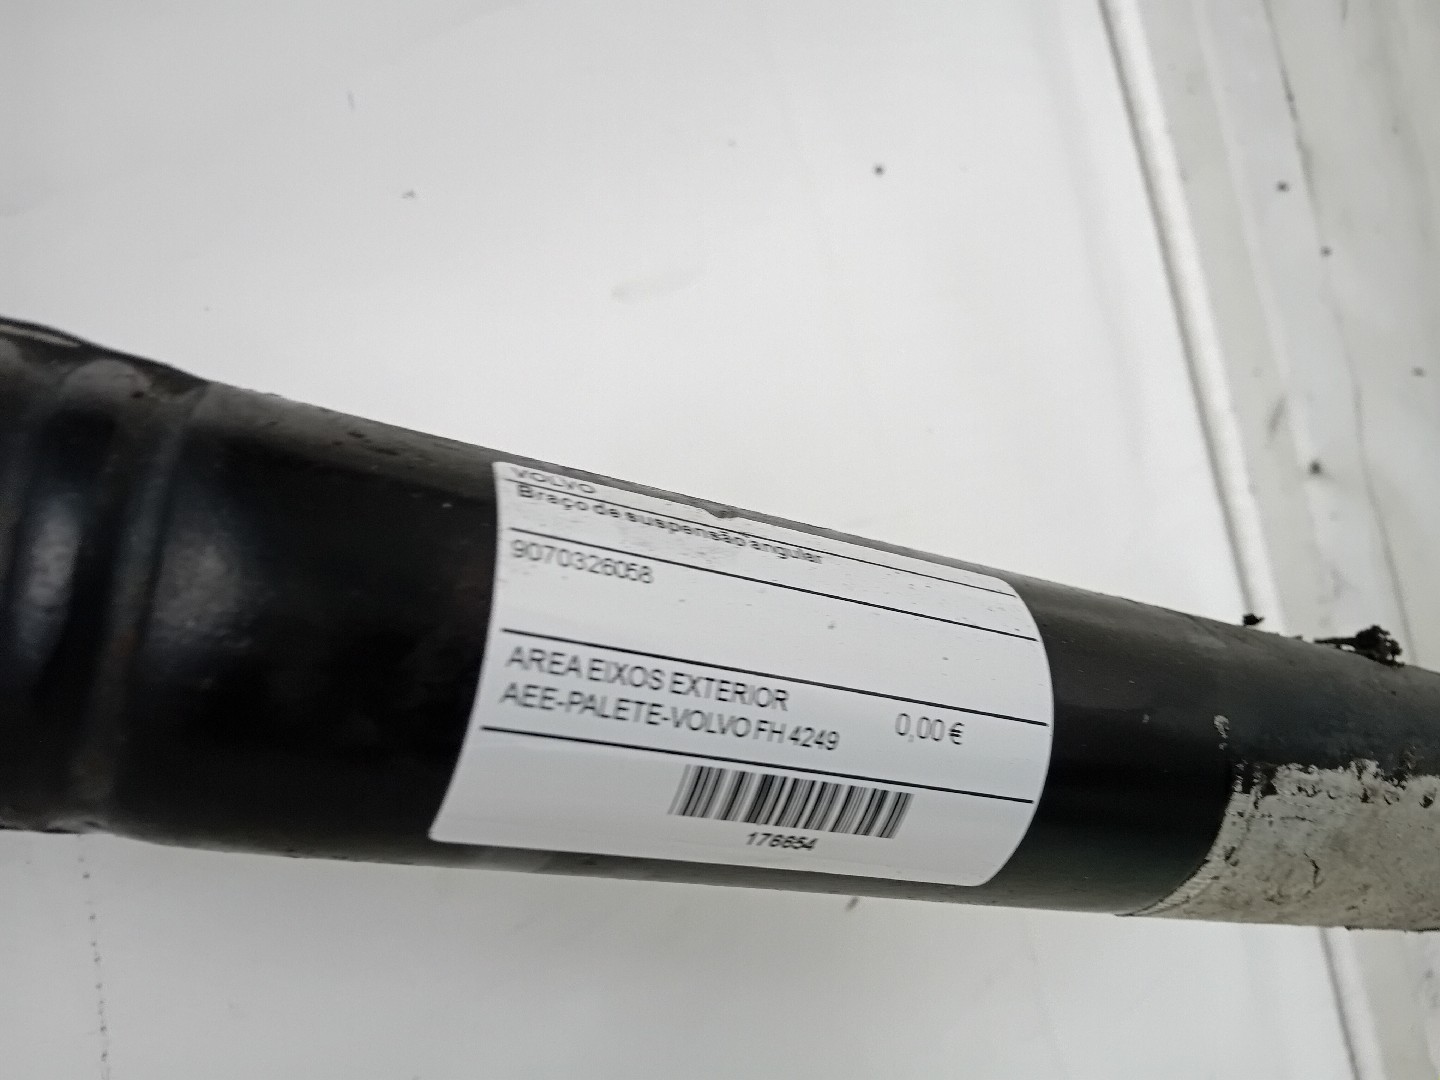 VOLVO
Braço de suspensão angular
9070326058
AREA EIXOS EXTERIOR
AEE-PALETE-VOLVO FH 4249
0,00 €
176654